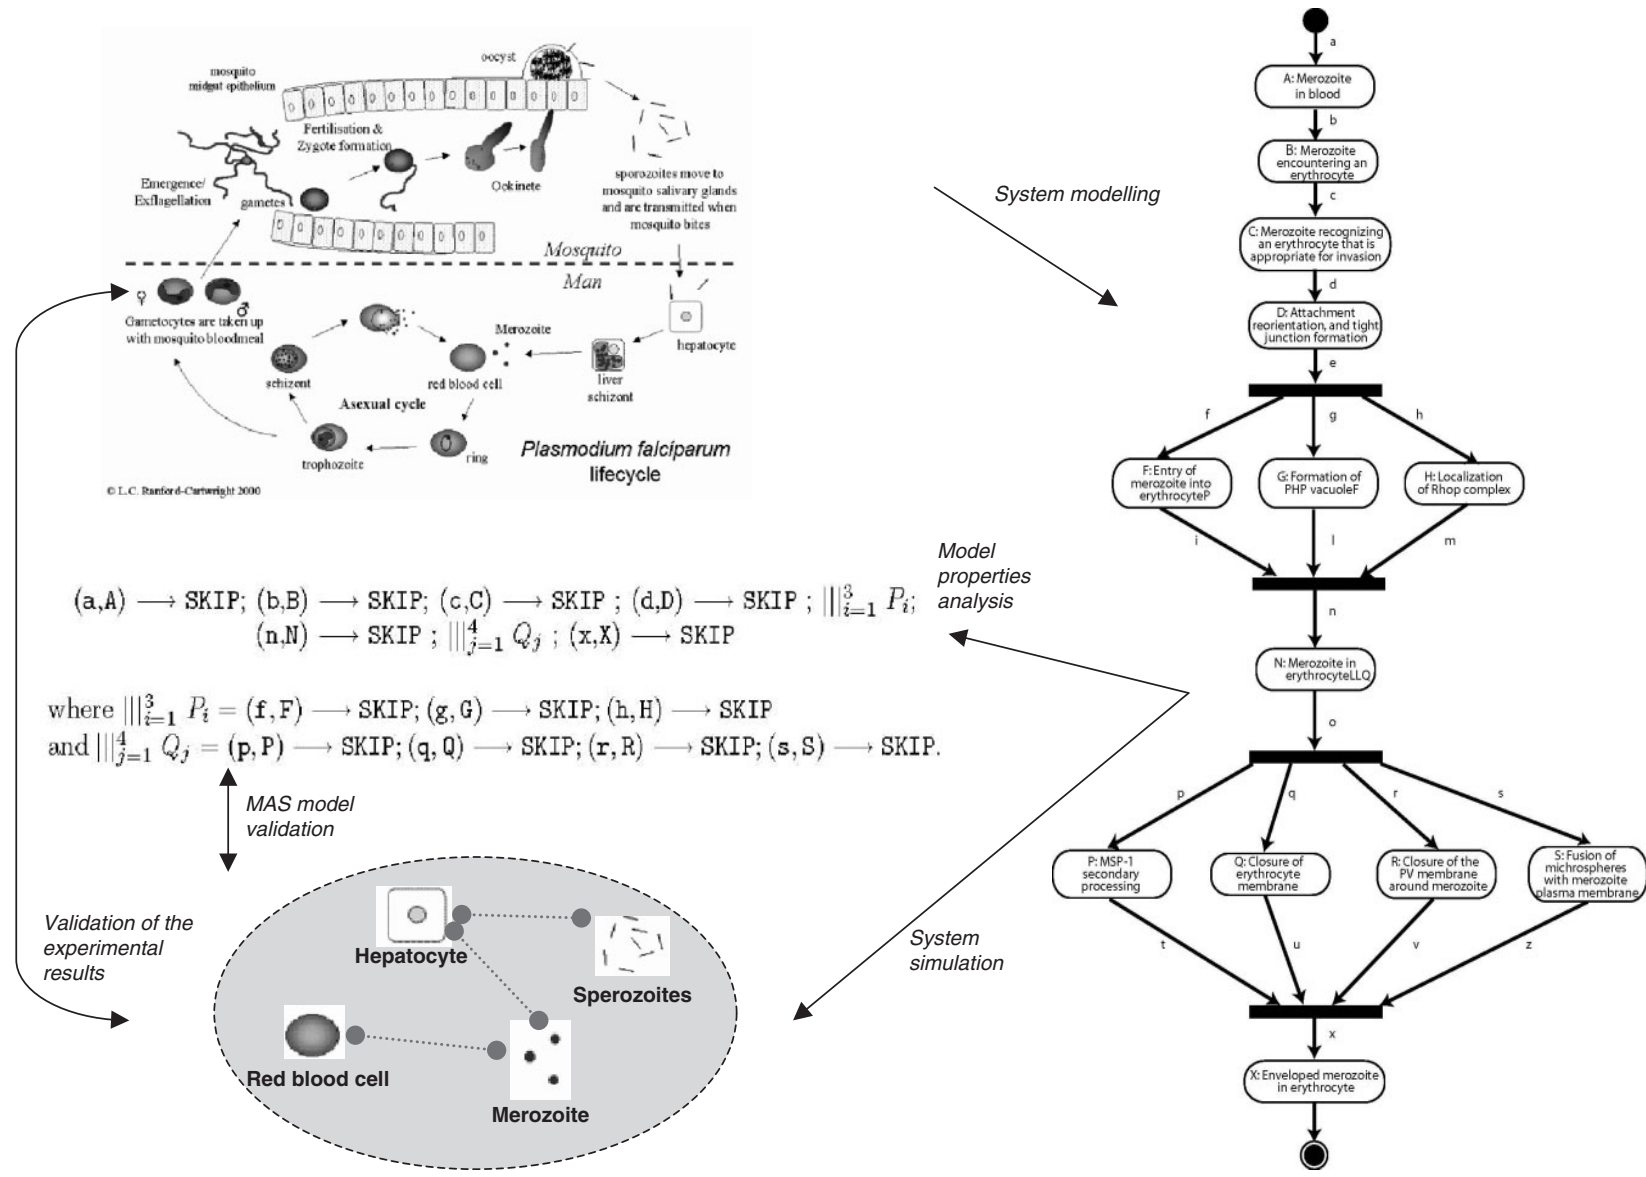 oocyst
mosquito
midgut epithelium
Fertilisation &
Zygote formation
Emergence/
Exflagellation
gametes
Ookinete
sporozoites move to
mosquito salivary glands
and are transmitted when
mosquito bites
Mosquito
Man
♀
♂
Gametocytes are taken up
with mosquito bloodmeal
Merozoite
hepatocyte
schizont
red blood cell
liver
schizont
Asexual cycle
trophozoite
ring
Plasmodium falciparum
lifecycle
© L.C. Ranford-Cartwright 2000
System modelling
Model
properties
analysis
(a,A) ⟶ SKIP; (b,B) ⟶ SKIP; (c,C) ⟶ SKIP ; (d,D) ⟶ SKIP ; |||³ᵢ₌₁ Pᵢ;
(n,N) ⟶ SKIP ; |||⁴ⱼ₌₁ Qⱼ ; (x,X) ⟶ SKIP
where |||³ᵢ₌₁ Pᵢ = (f,F) ⟶ SKIP; (g,G) ⟶ SKIP; (h,H) ⟶ SKIP
and |||⁴ⱼ₌₁ Qⱼ = (p,P) ⟶ SKIP; (q,Q) ⟶ SKIP; (r,R) ⟶ SKIP; (s,S) ⟶ SKIP.
MAS model
validation
Validation of the
experimental
results
System
simulation
Hepatocyte
Sperozoites
Red blood cell
Merozoite
a
A: Merozoite
in blood
b
B: Merozoite
encountering an
erythrocyte
c
C: Merozoite recognizing
an erythrocyte that is
appropriate for invasion
d
D: Attachment
reorientation, and tight
junction formation
e
f
g
h
F: Entry of
merozoite into
erythrocyteP
G: Formation of
PHP vacuoleF
H: Localization
of Rhop complex
i
l
m
n
N: Merozoite in
erythrocyteLLQ
o
p
q
r
s
P: MSP-1
secondary
processing
Q: Closure of
erythrocyte
membrane
R: Closure of the
PV membrane
around merozoite
S: Fusion of
michrospheres
with merozoite
plasma membrane
t
u
v
z
x
X: Enveloped merozoite
in erythrocyte